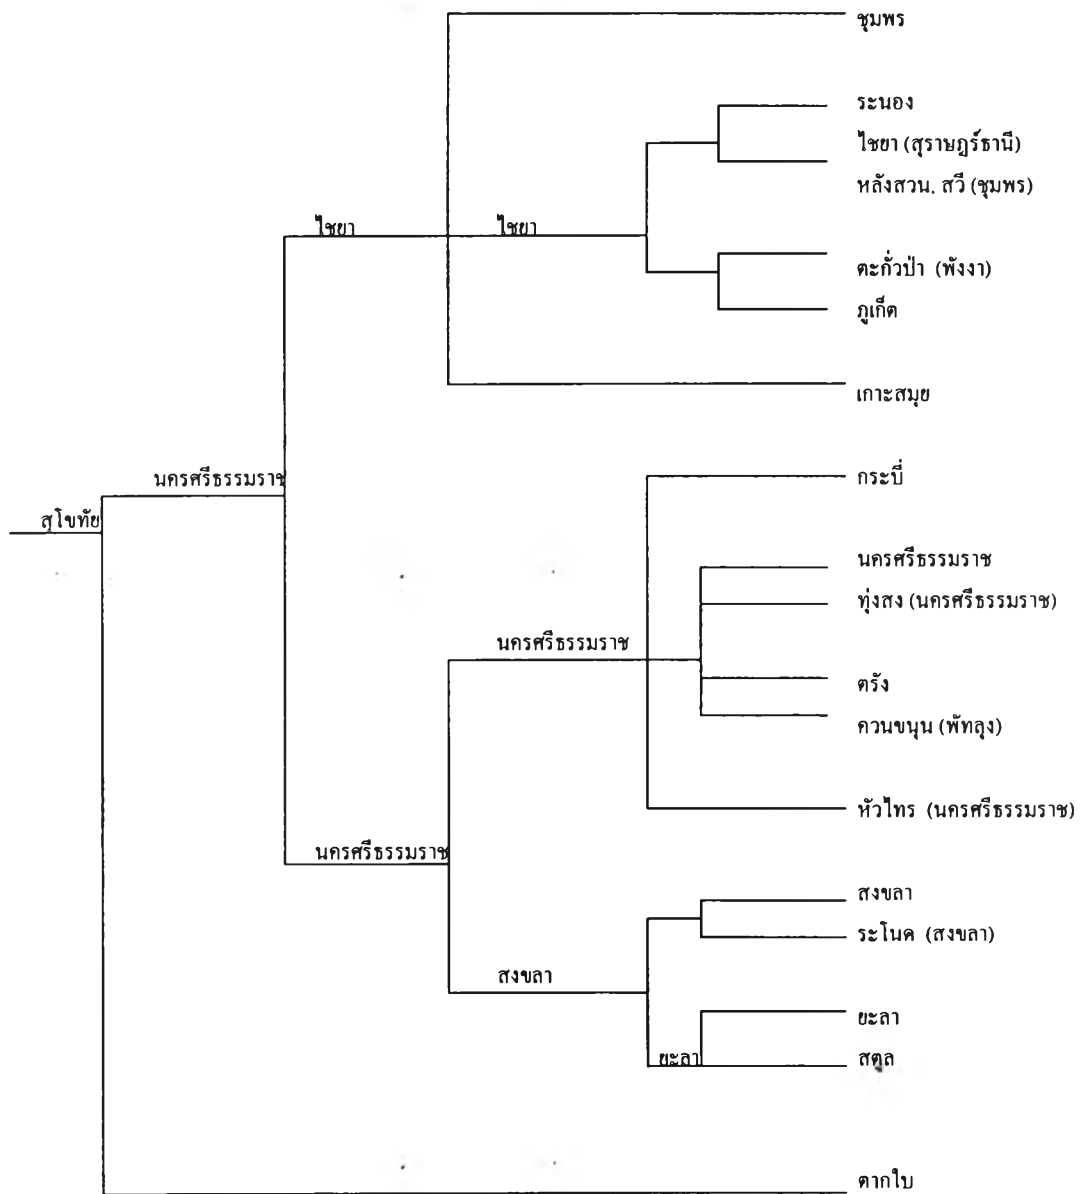 ชุมพร
ระนอง
ไชยา (สุราษฎร์ธานี)
หลังสวน. สวี (ชุมพร)
ไชยา
ไชยา
ตะกั่วป่า (พังงา)
ภูเก็ต
เกาะสมุย
กระบี่
นครศรีธรรมราช
สุโขทัย
นครศรีธรรมราช
ทุ่งสง (นครศรีธรรมราช)
นครศรีธรรมราช
ตรัง
ควนขนุน (พัทลุง)
หัวไทร (นครศรีธรรมราช)
นครศรีธรรมราช
สงขลา
ระโนด (สงขลา)
สงขลา
ยะลา
ยะลา
สตูล
ตากใบ